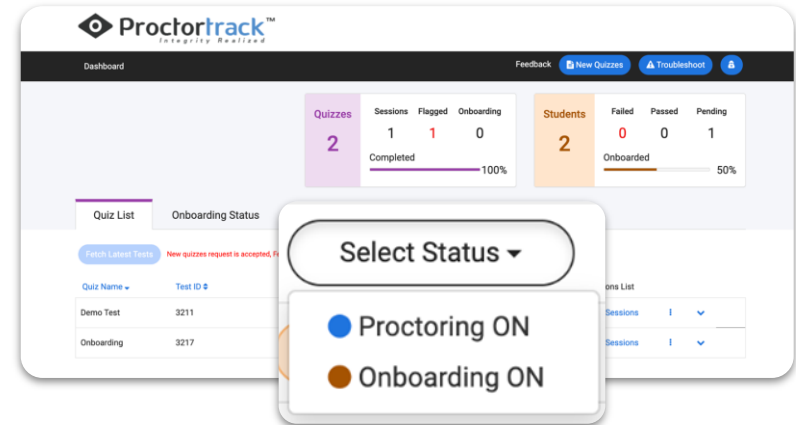 Proctortrack™
Integrity Realized
Dashboard
Feedback New Quizzes Troubleshoot
Quizzes
2
Sessions Flagged Onboarding
1 1 0
Completed
100%
Students
2
Failed Passed Pending
0 0 1
Onboarded
50%
Quiz List Onboarding Status
Fetch Latest Tests New quizzes request is accepted,
Quiz Name Test ID
ons List
Demo Test 3211
Sessions
Onboarding 3217
Sessions
Select Status
Proctoring ON
Onboarding ON